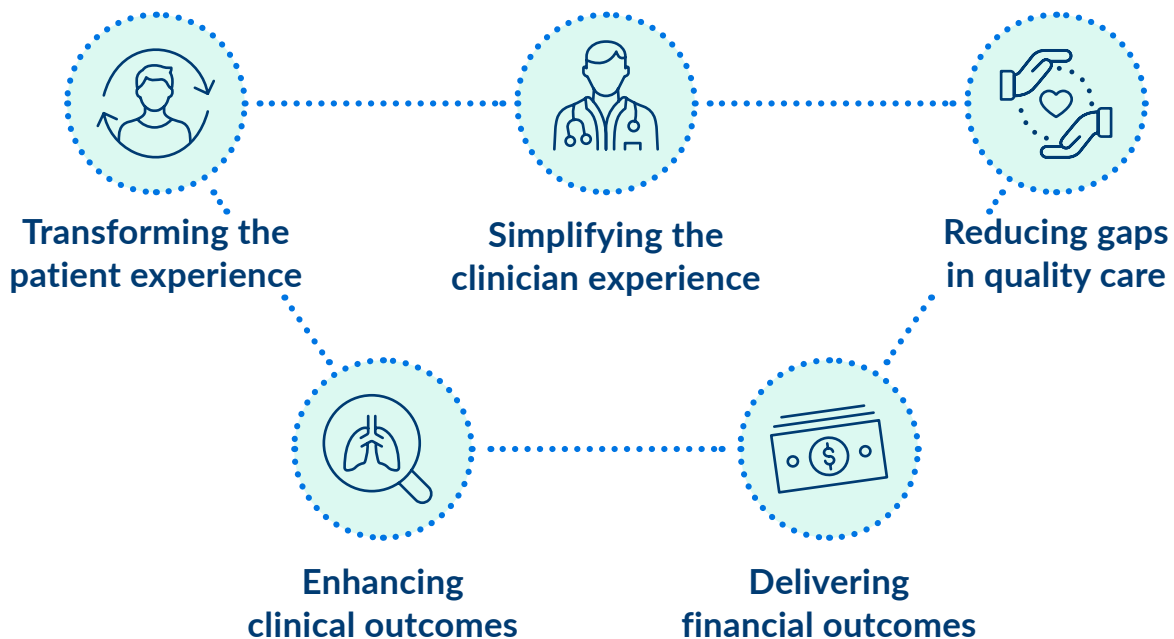 Transforming the
patient experience
Simplifying the
clinician experience
Reducing gaps
in quality care
Enhancing
clinical outcomes
$
Delivering
financial outcomes